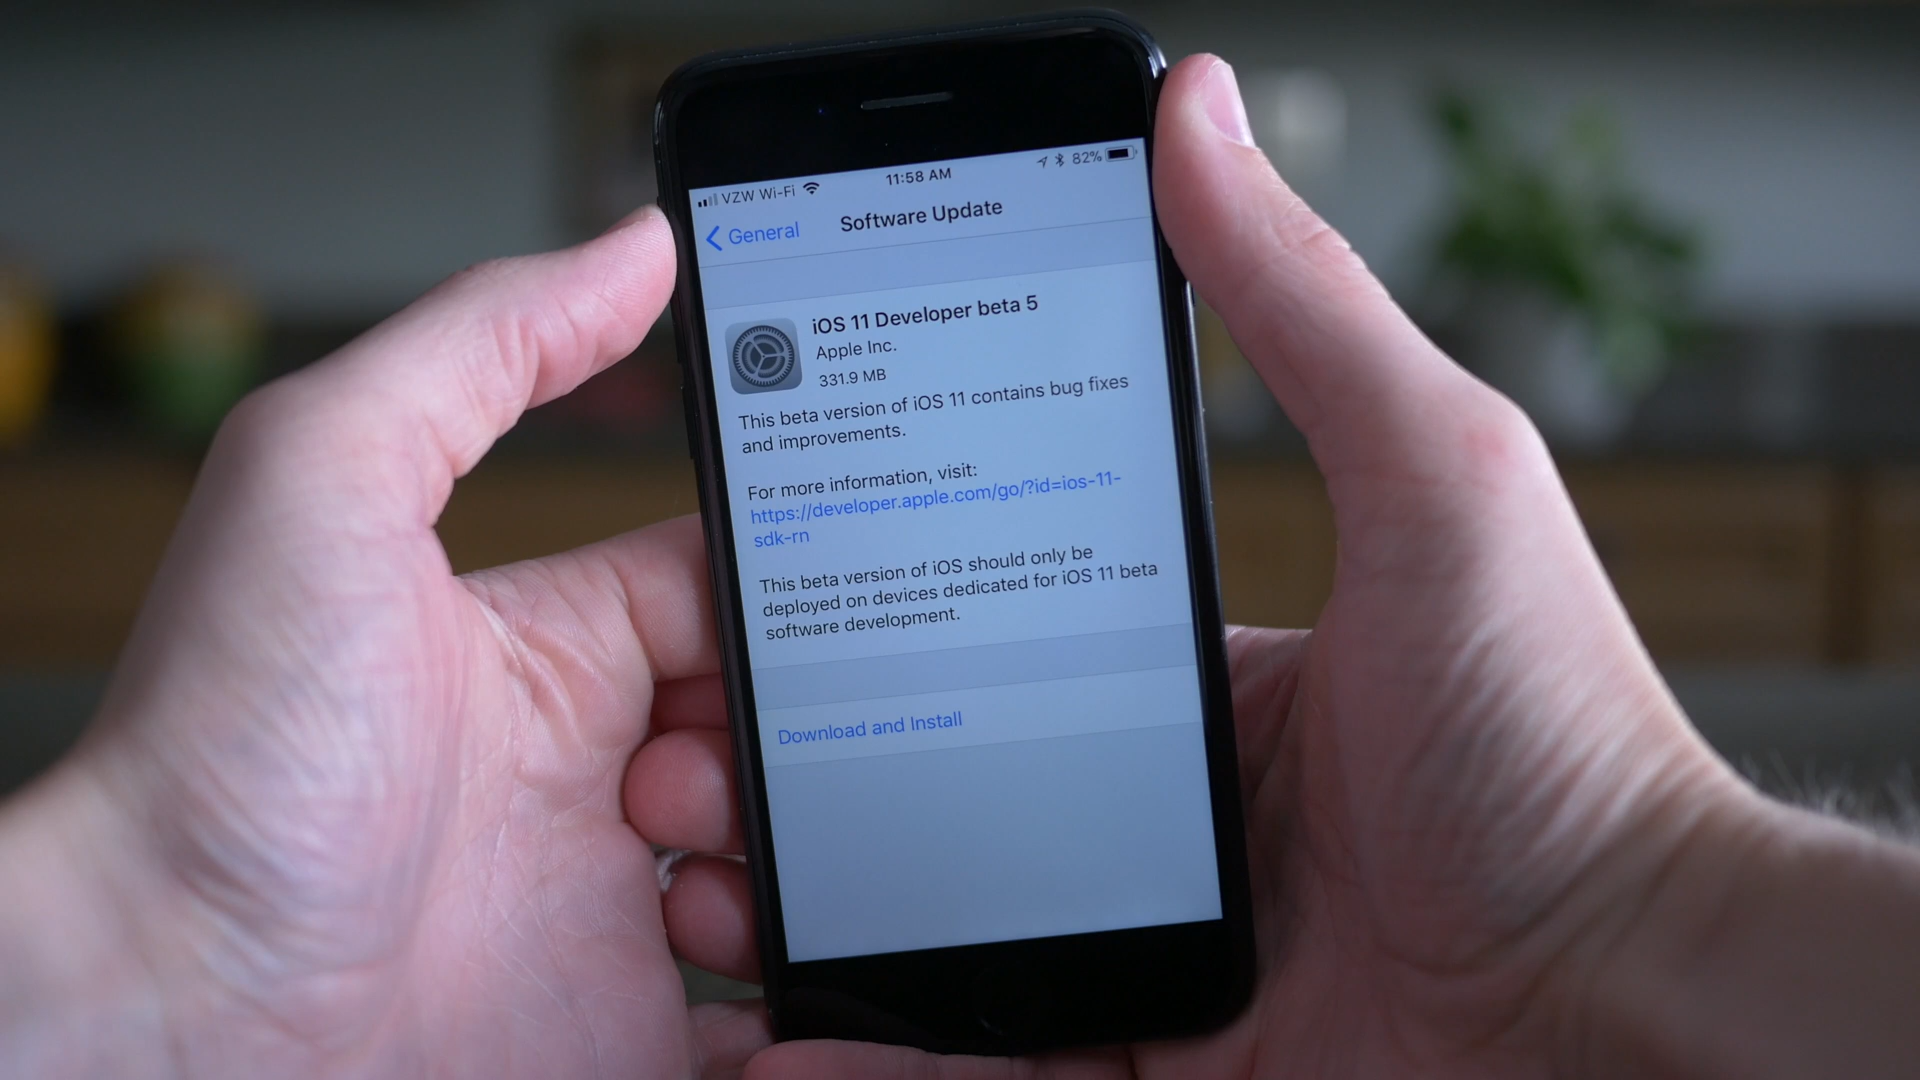 VZW Wi-Fi 11:58 AM 82%
General Software Update
iOS 11 Developer beta 5
Apple Inc.
331.9 MB
This beta version of iOS 11 contains bug fixes
and improvements.
For more information, visit:
https://developer.apple.com/go/?id=ios-11-
sdk-rn
This beta version of iOS should only be
deployed on devices dedicated for iOS 11 beta
software development.
Download and Install